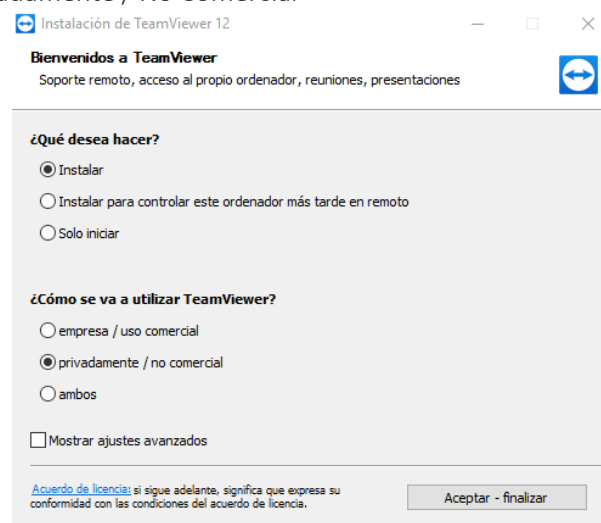 Instalación de TeamViewer 12
Bienvenidos a TeamViewer
Soporte remoto, acceso al propio ordenador, reuniones, presentaciones
¿Qué desea hacer?
Instalar
Instalar para controlar este ordenador más tarde en remoto
Solo iniciar
¿Cómo se va a utilizar TeamViewer?
empresa / uso comercial
privadamente / no comercial
ambos
Mostrar ajustes avanzados
Acuerdo de licencia: si sigue adelante, significa que expresa su
conformidad con las condiciones del acuerdo de licencia.
Aceptar - finalizar